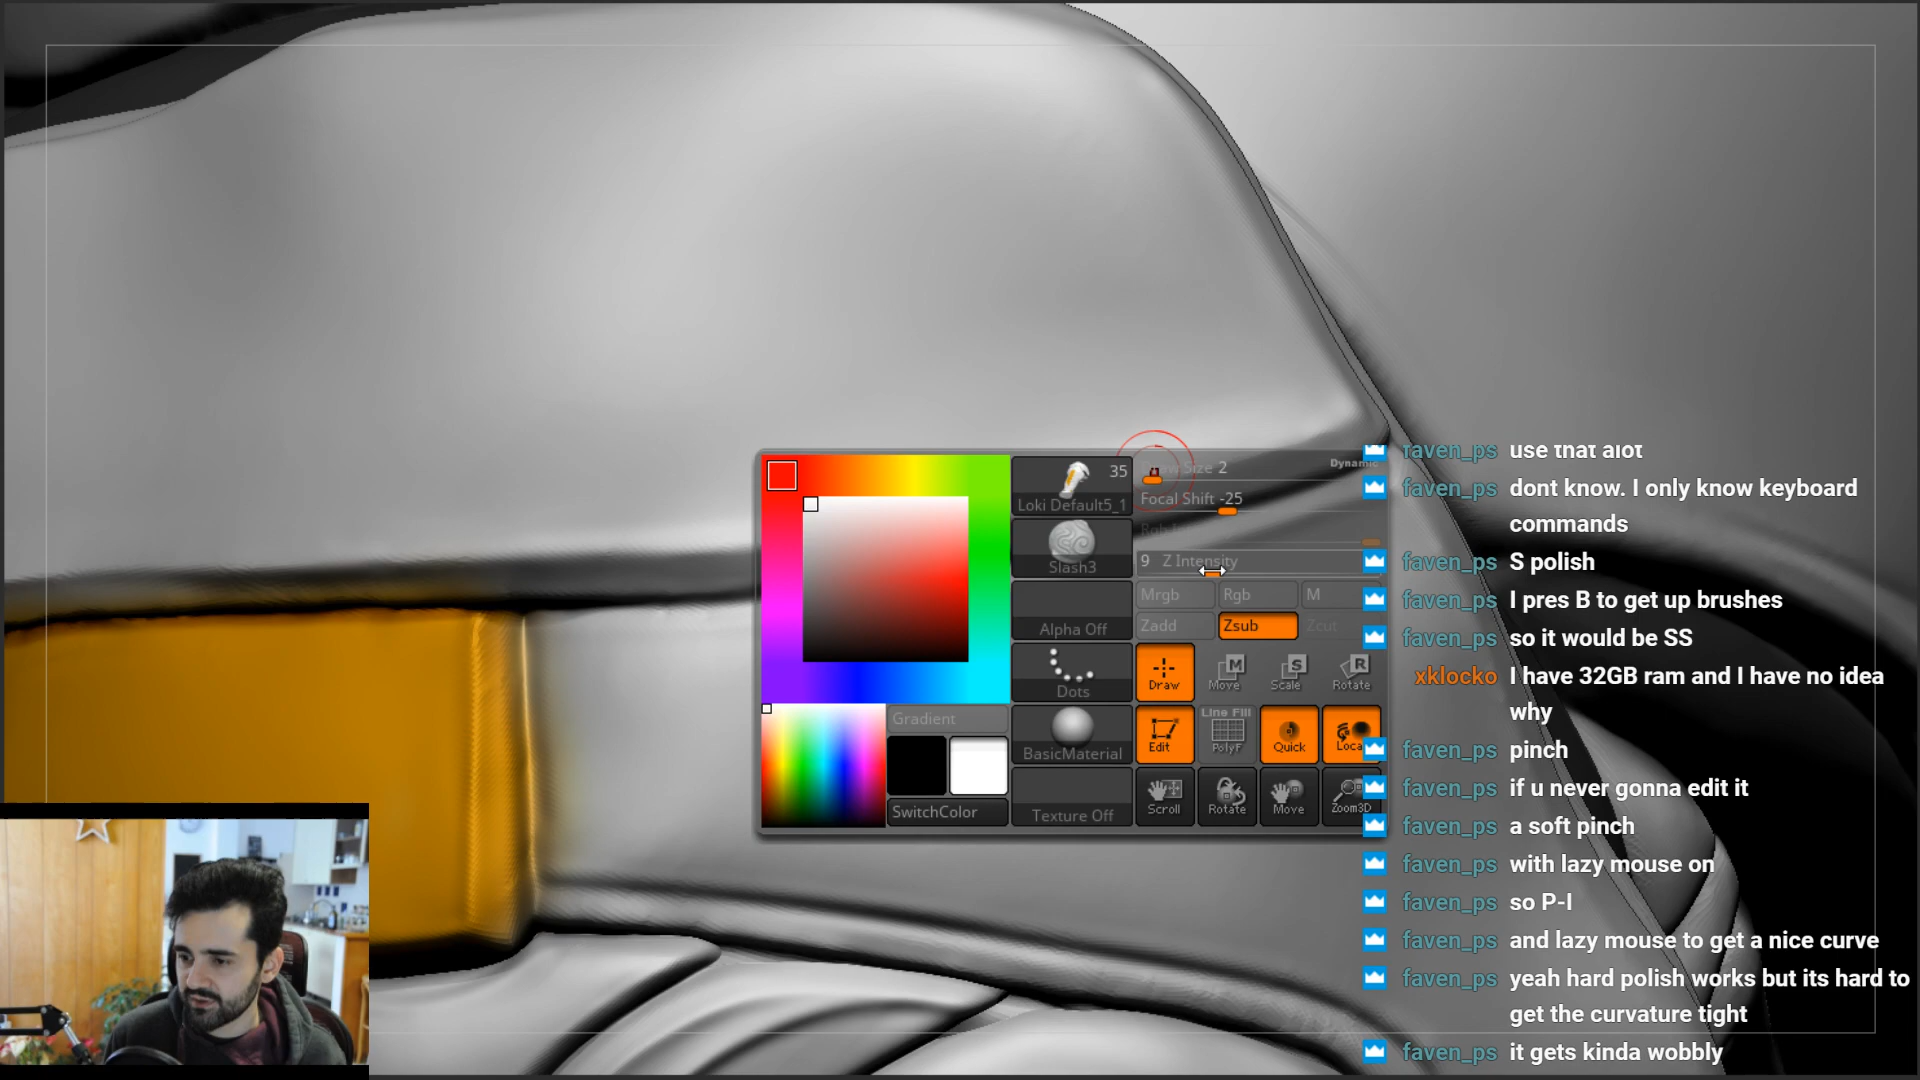 35
Loki Default5_1
Slash3
Alpha Off
Dots
BasicMaterial
Texture Off
Gradient
SwitchColor
Size 2
Dynamic
Focal Shift -25
9 Z Intensity
Mrgb Rgb M
Zadd Zsub Zcut
Draw Move Scale Rotate
M S R
Line Fill
Edit PolyF Quick Loca
Scroll Rotate Move Zoom3D
faven_ps use that alot
faven_ps dont know. I only know keyboard
commands
faven_ps S polish
faven_ps I pres B to get up brushes
faven_ps so it would be SS
xklocko I have 32GB ram and I have no idea
why
faven_ps pinch
faven_ps if u never gonna edit it
faven_ps a soft pinch
faven_ps with lazy mouse on
faven_ps so P-I
faven_ps and lazy mouse to get a nice curve
faven_ps yeah hard polish works but its hard to
get the curvature tight
faven_ps it gets kinda wobbly